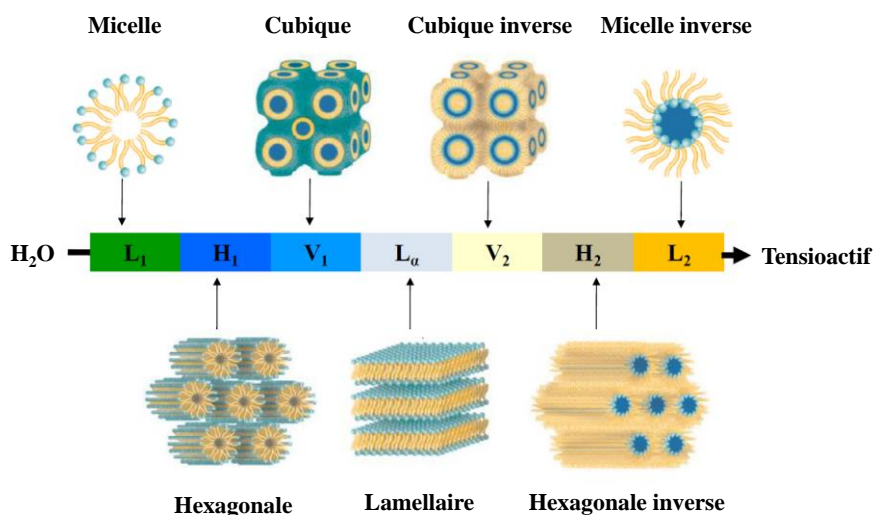 Micelle
Cubique
Cubique inverse
Micelle inverse
H₂O
L₁
H₁
V₁
Lα
V₂
H₂
L₂
Tensioactif
Hexagonale
Lamellaire
Hexagonale inverse